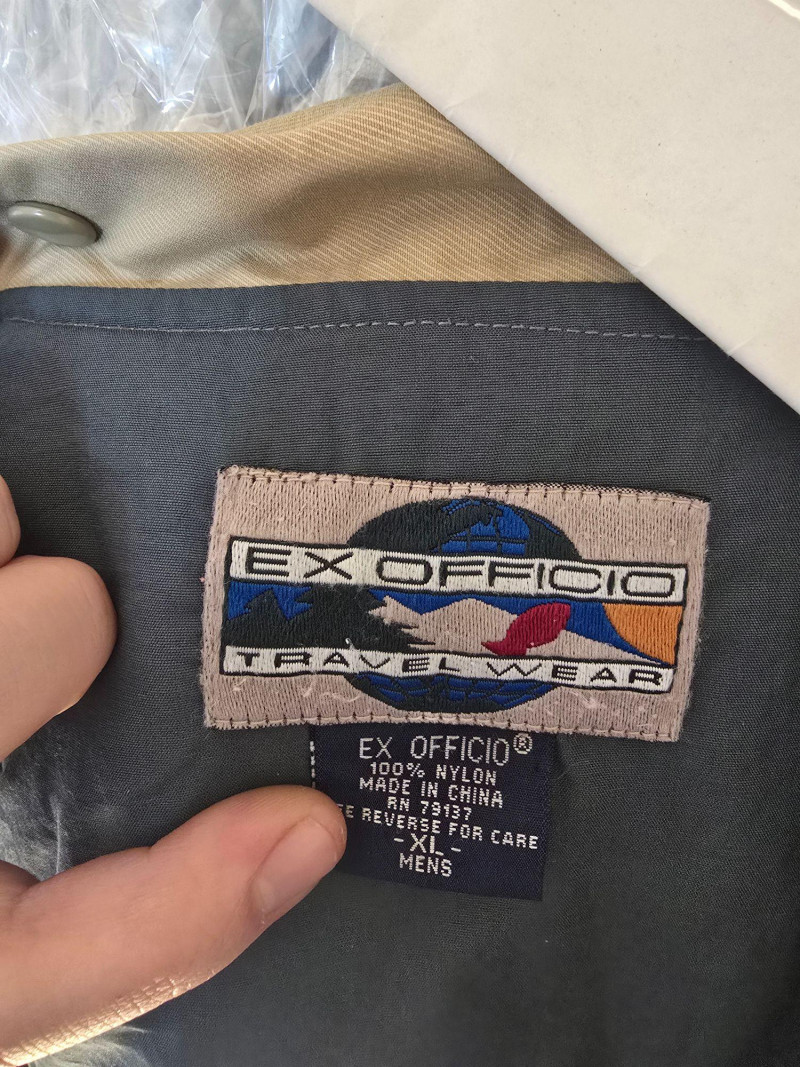 EX OFFICIO
TRAVEL WEAR
EX OFFICIO®
100% NYLON
MADE IN CHINA
RN 79137
REVERSE FOR CARE
-XL-
MENS